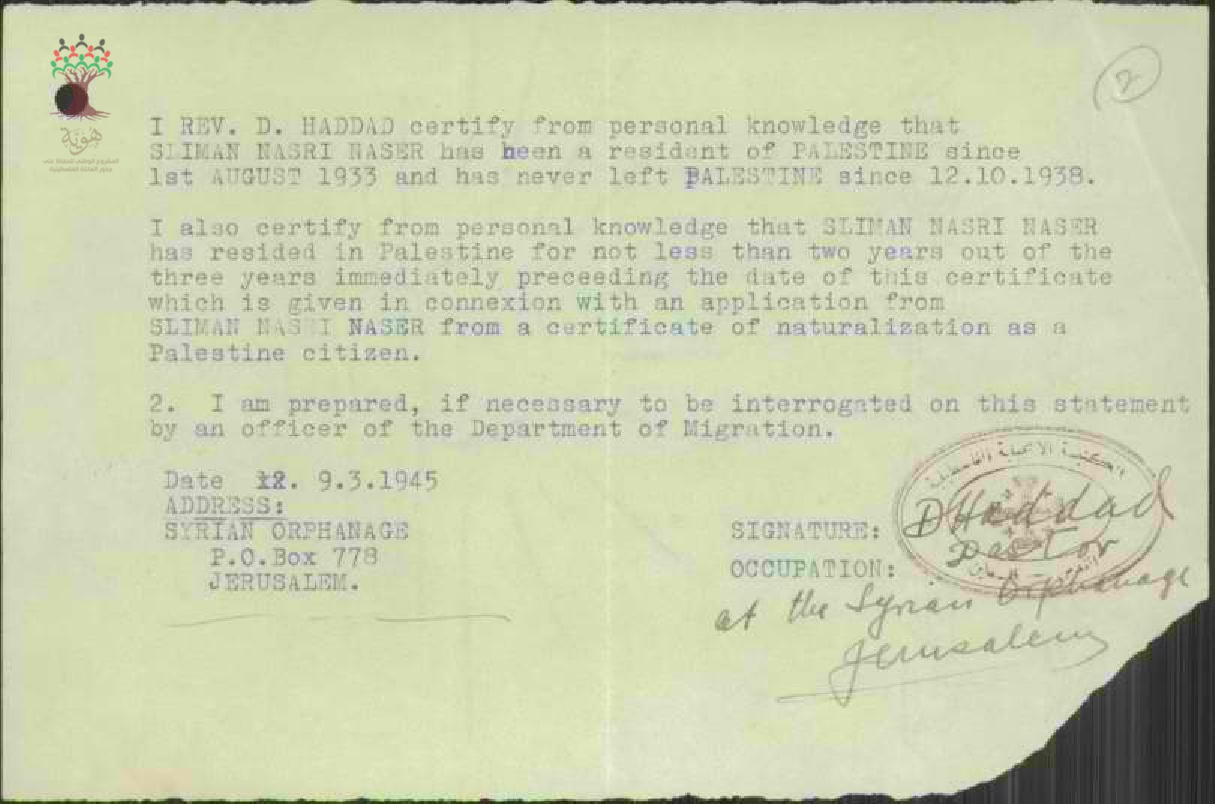 هوية
2
I REV. D. HADDAD certify from personal knowledge that
SLIMAN NASRI NASER has been a resident of PALESTINE since
1st AUGUST 1933 and has never left PALESTINE since 12.10.1938.
I also certify from personal knowledge that SLIMAN NASRI NASER
has resided in Palestine for not less than two years out of the
three years immediately preceeding the date of this certificate
which is given in connexion with an application from
SLIMAN NASRI NASER from a certificate of naturalization as a
Palestine citizen.
2. I am prepared, if necessary to be interrogated on this statement
by an officer of the Department of Migration.
Date 12. 9.3.1945
ADDRESS:
SYRIAN ORPHANAGE
P.O.Box 778
JERUSALEM.
SIGNATURE: D Haddad
OCCUPATION: Pastor
at the Syrian Orphanage
Jerusalem